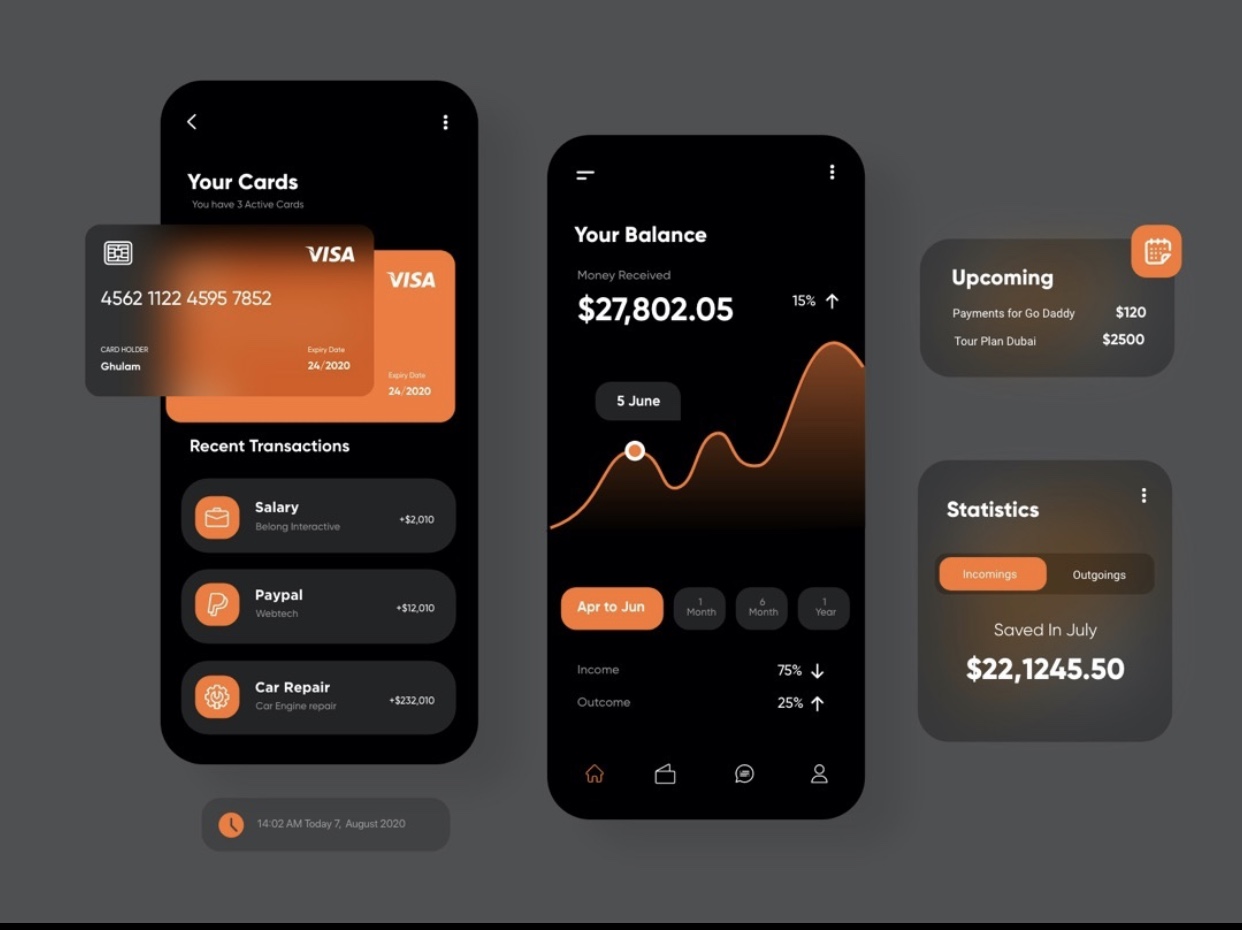 Your Cards
You have 3 Active Cards
VISA
4562 1122 4595 7852
CARD HOLDER
Ghulam
Expiry Date
24/2020
VISA
Expiry Date
24/2020
Recent Transactions
Salary
Belong Interactive
+$2,010
Paypal
Webtech
+$12,010
Car Repair
Car Engine repair
+$232,010
14:02 AM Today 7, August 2020
Your Balance
Money Received
$27,802.05
15%
5 June
Apr to Jun
1
Month
6
Month
1
Year
Income
75%
Outcome
25%
Upcoming
Payments for Go Daddy
$120
Tour Plan Dubai
$2500
Statistics
Incomings
Outgoings
Saved In July
$22,1245.50